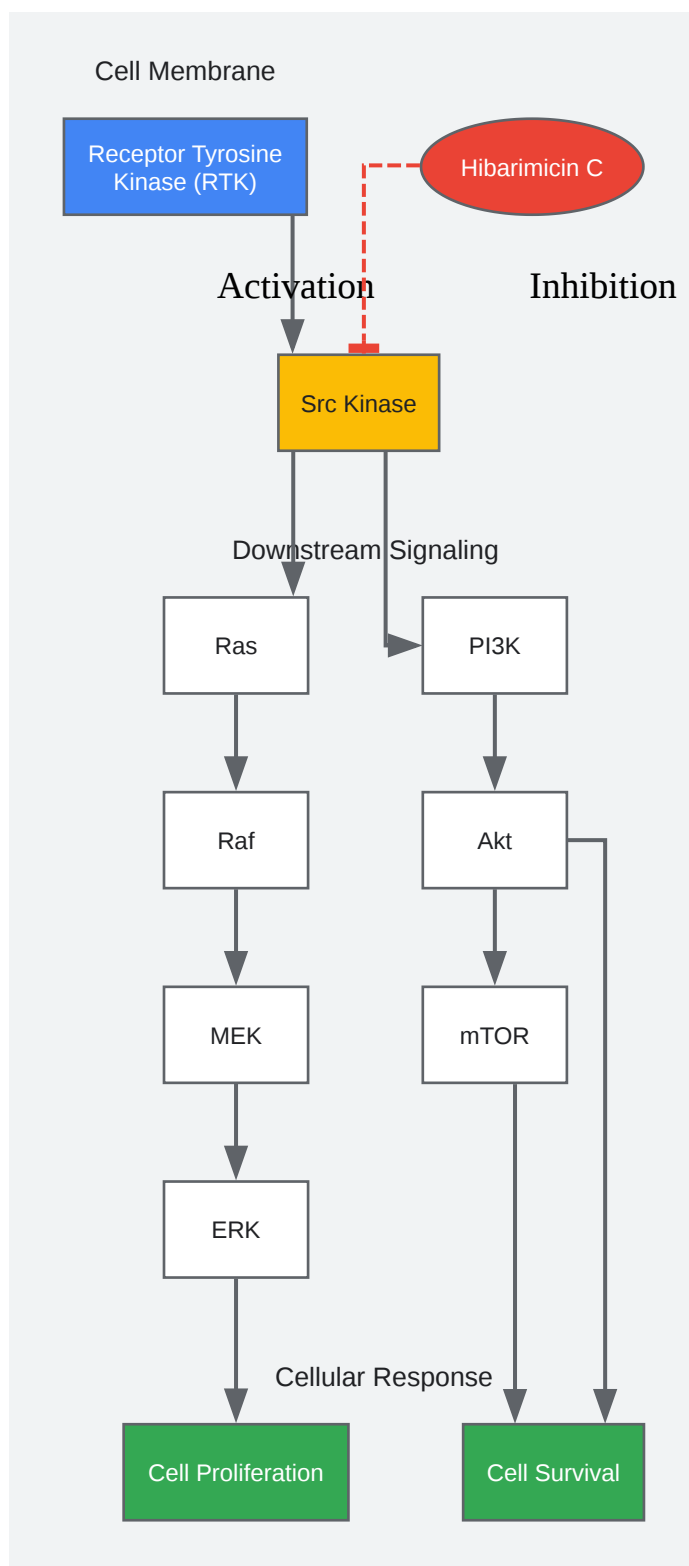 Cell Membrane
Receptor Tyrosine
Kinase (RTK)
Hibarimicin C
Activation
Inhibition
Src Kinase
Downstream Signaling
Ras
PI3K
Raf
Akt
MEK
mTOR
ERK
Cellular Response
Cell Proliferation
Cell Survival